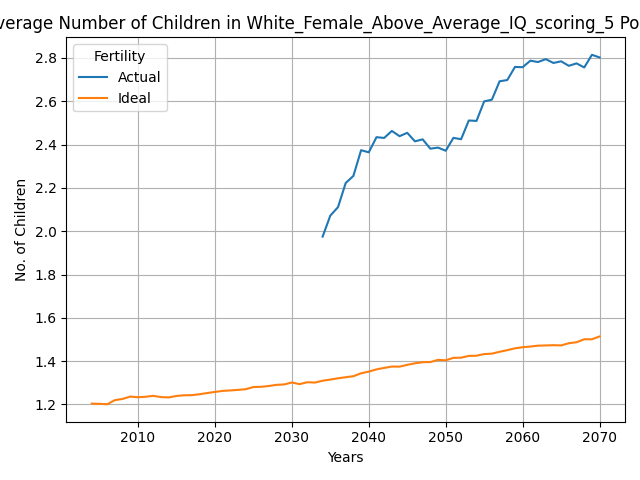 verage Number of Children in White_Female_Above_Average_IQ_scoring_5 Po
Fertility
Actual
Ideal
No. of Children
2.8
2.6
2.4
2.2
2.0
1.8
1.6
1.4
1.2
2010 2020 2030 2040 2050 2060 2070
Years